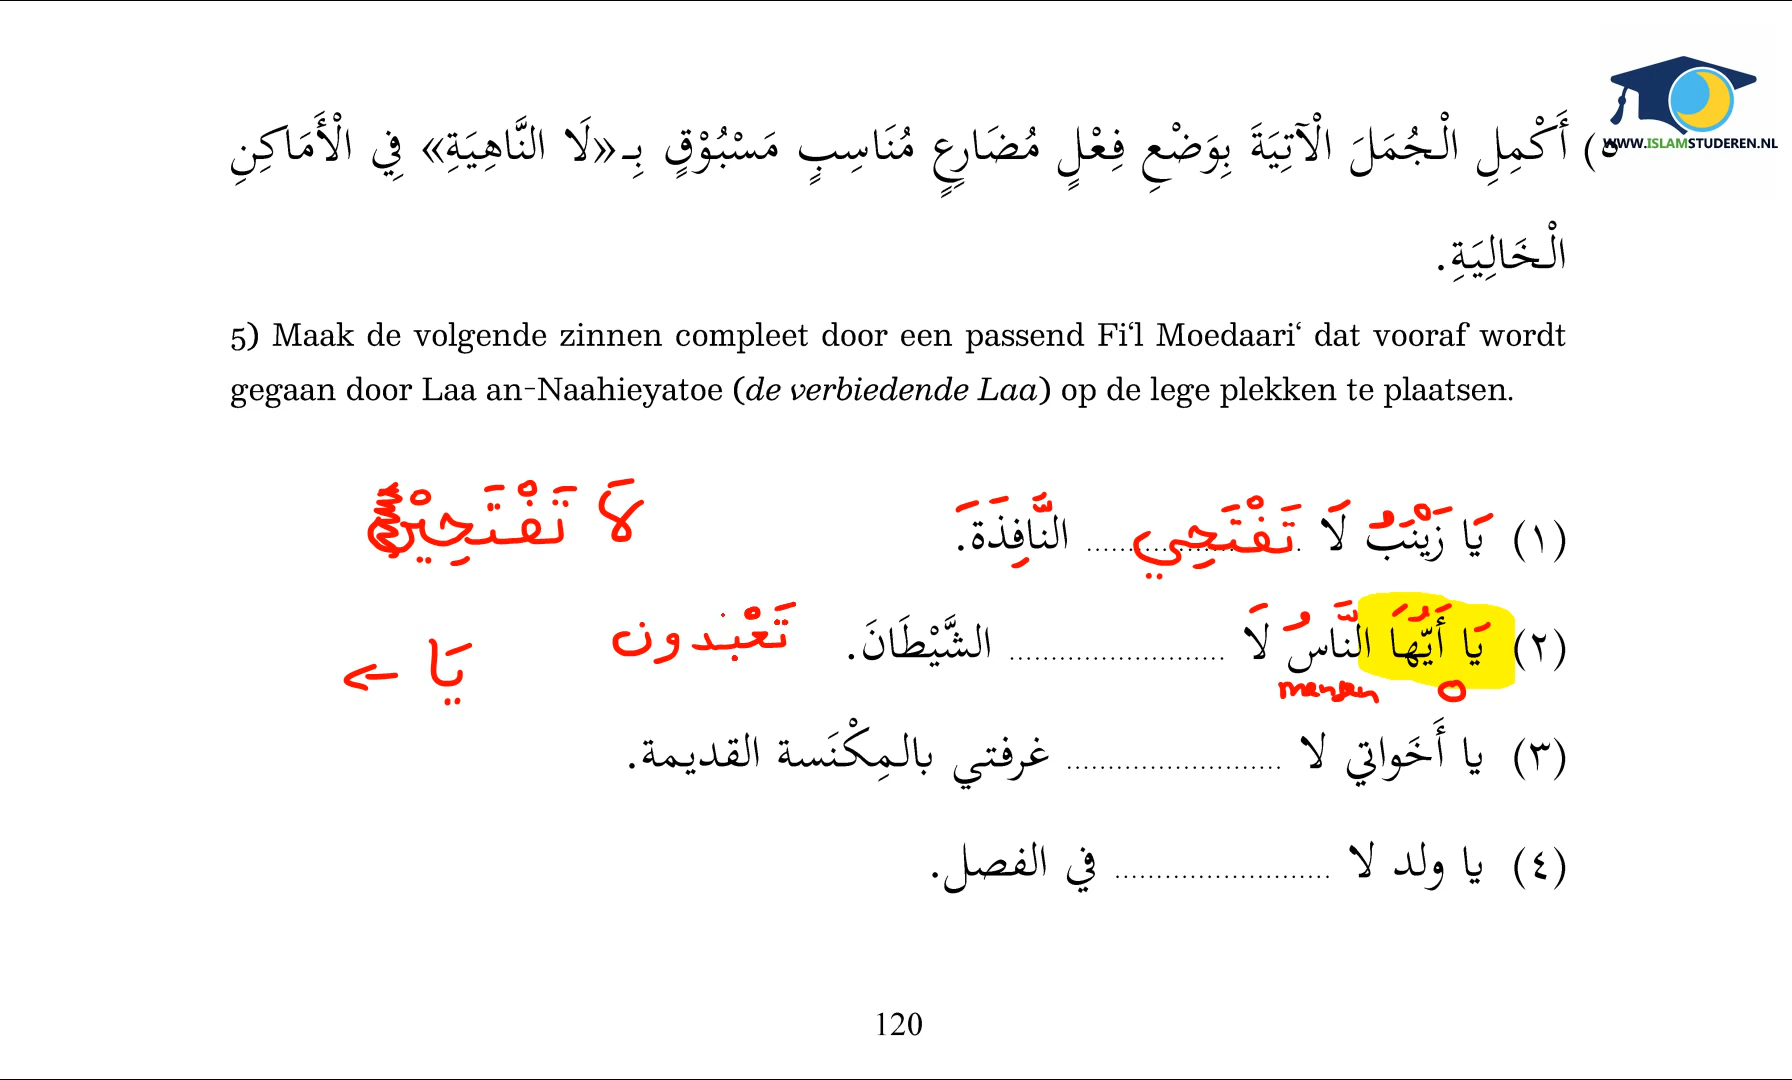 WWW.ISLAMSTUDEREN.NL
٥) أَكْمِلِ الْجُمَلَ الْآتِيَةَ بِوَضْعِ فِعْلٍ مُضَارِعٍ مُنَاسِبٍ مَسْبُوْقٍ بِـ«لَا النَّاهِيَةِ» فِي الْأَمَاكِنِ
الْخَالِيَةِ.
5) Maak de volgende zinnen compleet door een passend Fi‘l Moedaari‘ dat vooraf wordt
gegaan door Laa an-Naahieyatoe (de verbiedende Laa) op de lege plekken te plaatsen.
(١) يَا زَيْنَبُ لَا تَفْتَحِي النَّافِذَةَ. لَا تَفْتَحِيْ
(٢) يَا أَيُّهَا النَّاسُ لَا ......................... الشَّيْطَانَ. تَعْبُدون
mensen o يَا ←
(٣) يا أَخَواتي لا ......................... غرفتي بالمِكْنَسة القديمة.
(٤) يا ولد لا ......................... في الفصل.
120